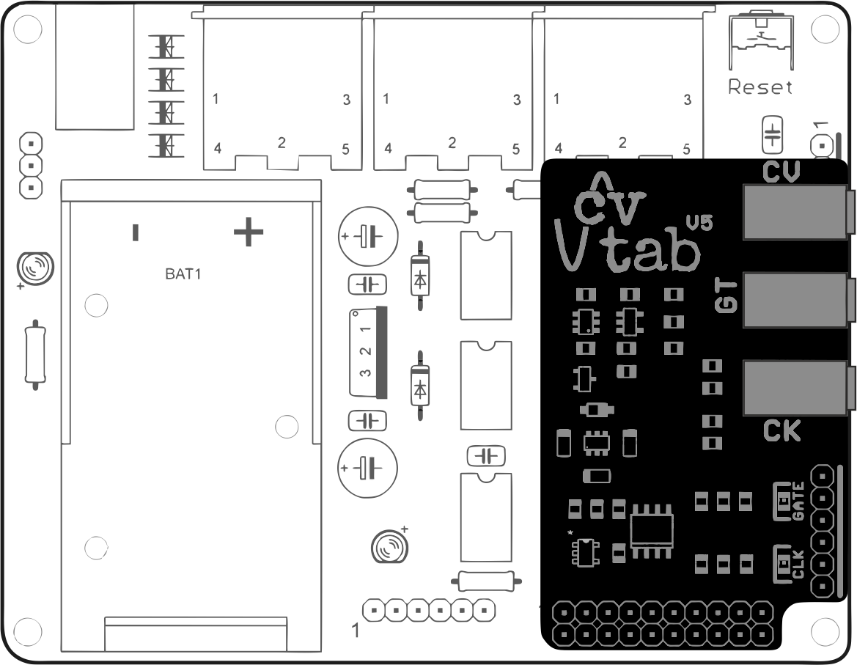 Reset
1 3
1 3
1 3
4 2 5
4 2 5
4 2 5
1
CV
ĉv
Vtab V5
- +
BAT1
GT
1
2
3
CK
GATE
CLK
1